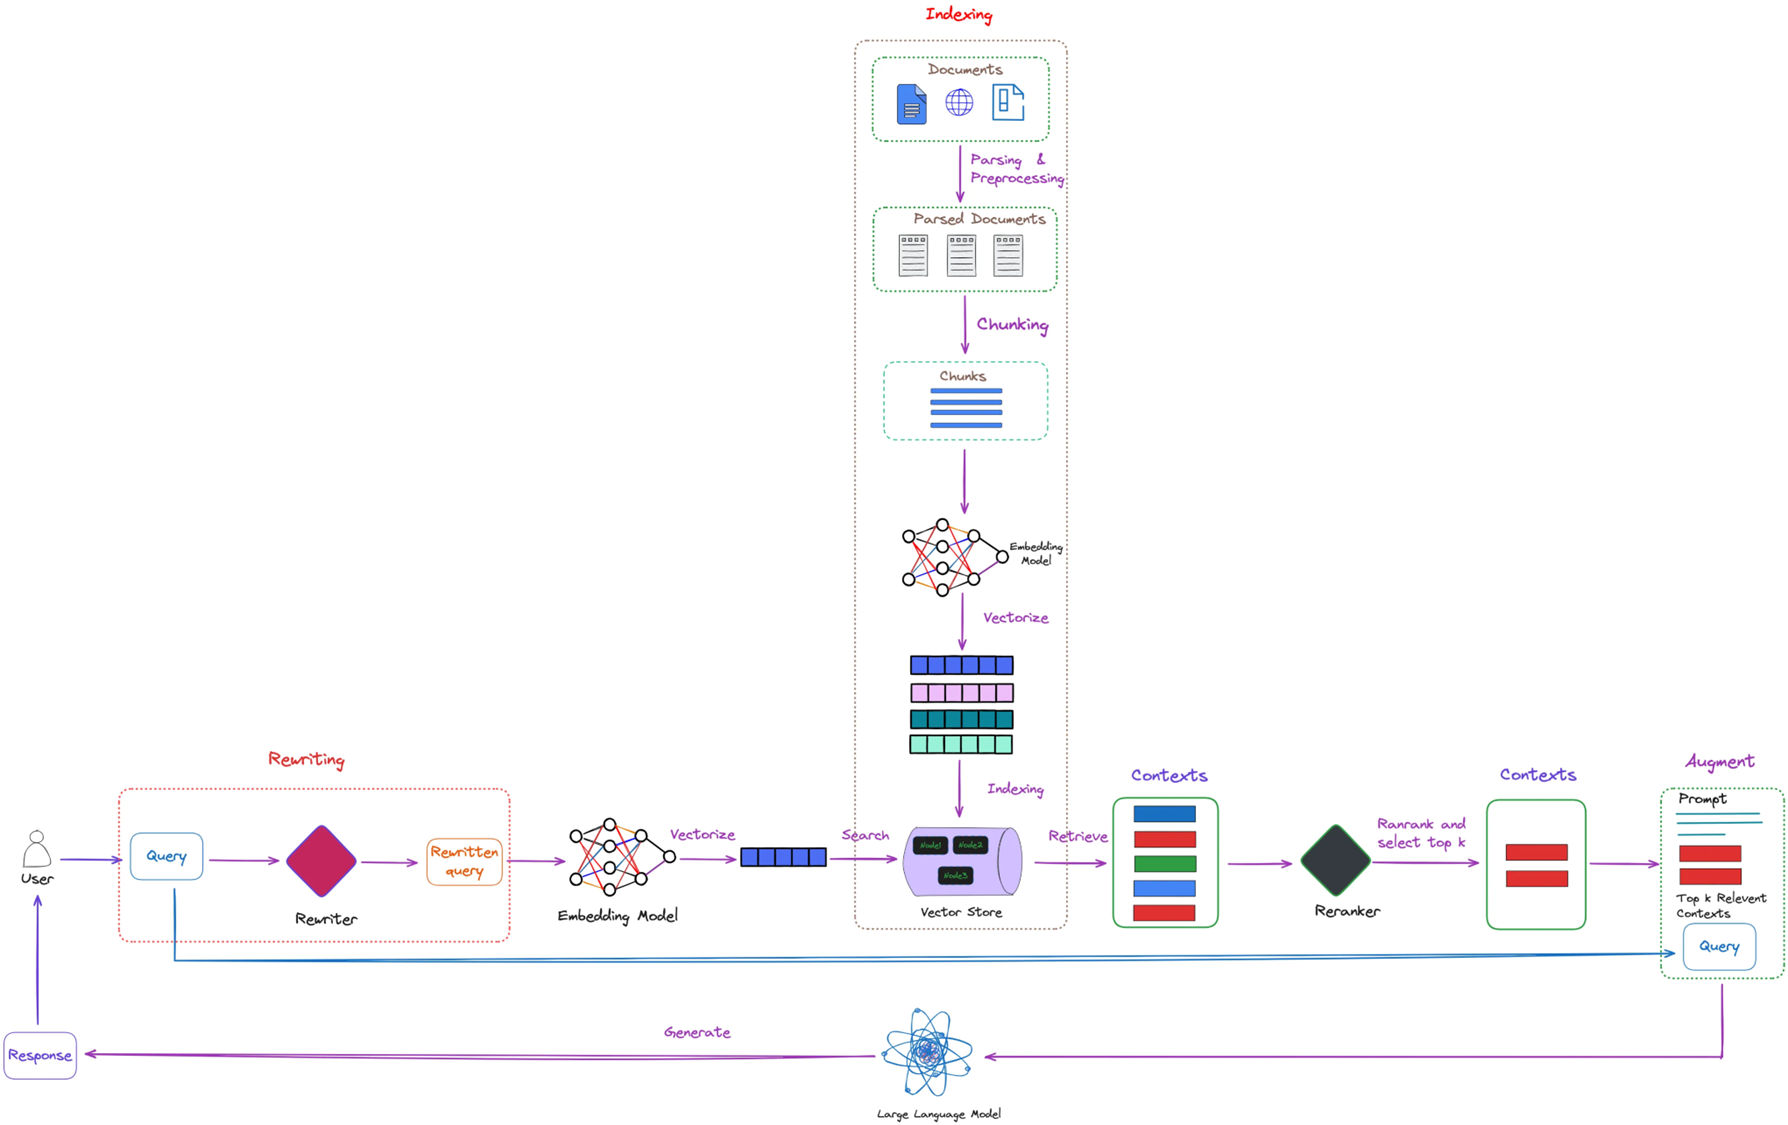 Indexing
Documents
Parsing &
Preprocessing
Parsed Documents
Chunking
Chunks
Embedding
Model
Vectorize
Indexing
Rewriting
Query
Rewriter
Rewritten
query
User
Embedding Model
Vectorize
Search
Node1
Node2
Node3
Vector Store
Retrieve
Contexts
Reranker
Ranrank and
select top k
Contexts
Augment
Prompt
Top k Relevent
Contexts
Query
Generate
Large Language Model
Response